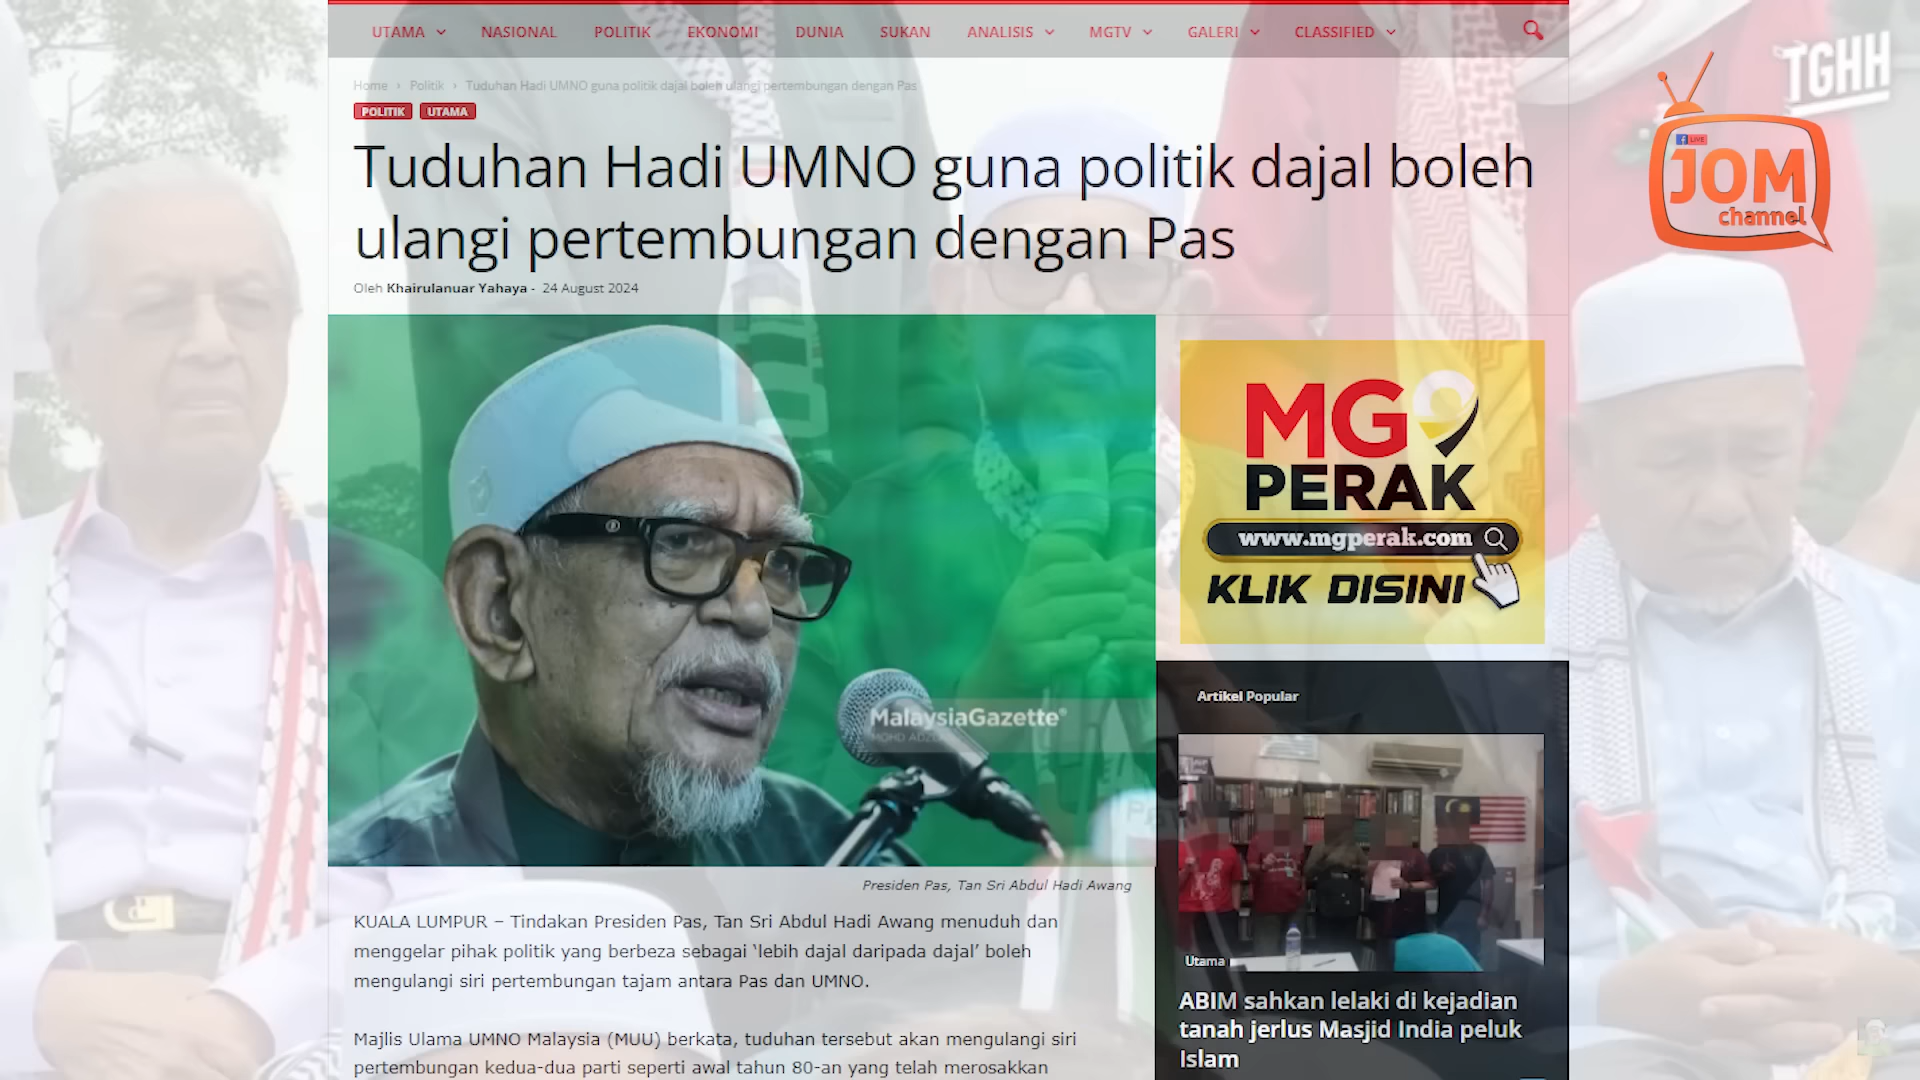 UTAMA NASIONAL POLITIK EKONOMI DUNIA SUKAN ANALISIS MGTV GALERI CLASSIFIED
TGHH
LIVE
JOM
channel
Home › Politik › Tuduhan Hadi UMNO guna politik dajal boleh ulangi pertembungan dengan Pas
POLITIK UTAMA
Tuduhan Hadi UMNO guna politik dajal boleh
ulangi pertembungan dengan Pas
Oleh Khairulanuar Yahaya - 24 August 2024
MalaysiaGazette®
Presiden Pas, Tan Sri Abdul Hadi Awang
KUALA LUMPUR – Tindakan Presiden Pas, Tan Sri Abdul Hadi Awang menuduh dan
menggelar pihak politik yang berbeza sebagai ‘lebih dajal daripada dajal’ boleh
mengulangi siri pertembungan tajam antara Pas dan UMNO.
Majlis Ulama UMNO Malaysia (MUU) berkata, tuduhan tersebut akan mengulangi siri
pertembungan kedua-dua parti seperti awal tahun 80-an yang telah merosakkan
MG
PERAK
www.mgperak.com
KLIK DISINI
Artikel Popular
Utama
ABIM sahkan lelaki di kejadian
tanah jerlus Masjid India peluk
Islam